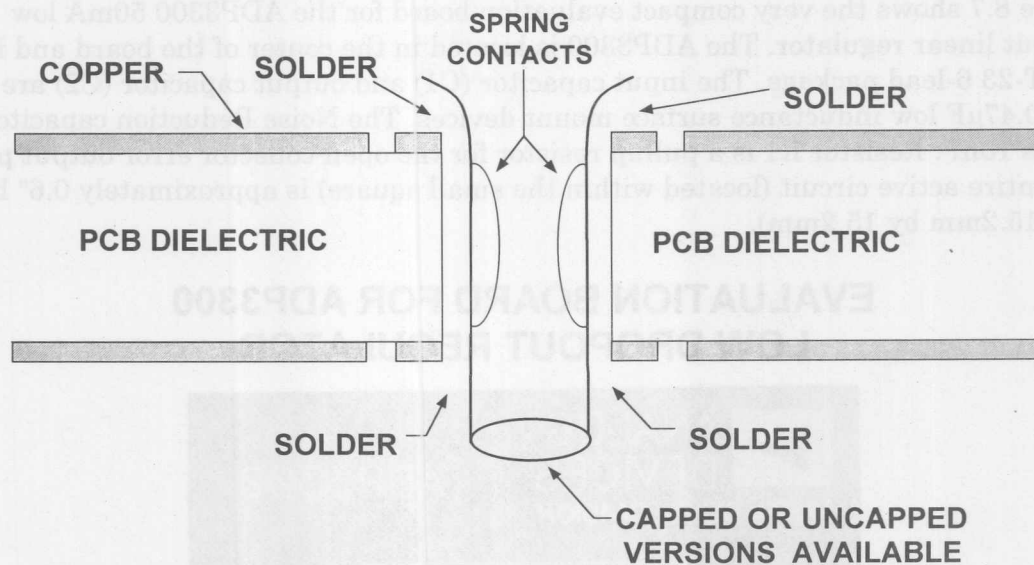 SPRING
CONTACTS
COPPER
SOLDER
SOLDER
PCB DIELECTRIC
PCB DIELECTRIC
SOLDER
SOLDER
CAPPED OR UNCAPPED
VERSIONS AVAILABLE